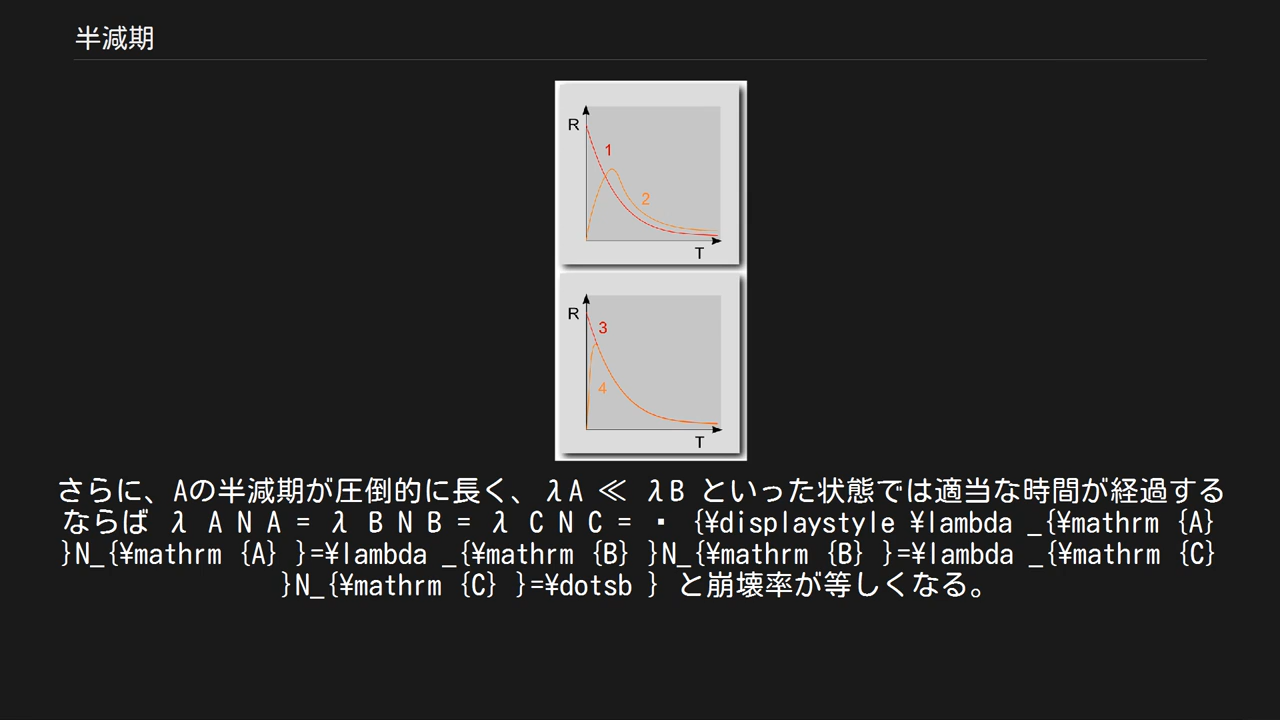 半減期
R
1
2
T
R
3
4
T
さらに、Aの半減期が圧倒的に長く、λA ≪ λB といった状態では適当な時間が経過する
ならば λ A N A = λ B N B = λ C N C = ・ {¥displaystyle ¥lambda _{¥mathrm {A}
}N_{¥mathrm {A} }=¥lambda _{¥mathrm {B} }N_{¥mathrm {B} }=¥lambda _{¥mathrm {C}
}N_{¥mathrm {C} }=¥dotsb } と崩壊率が等しくなる。